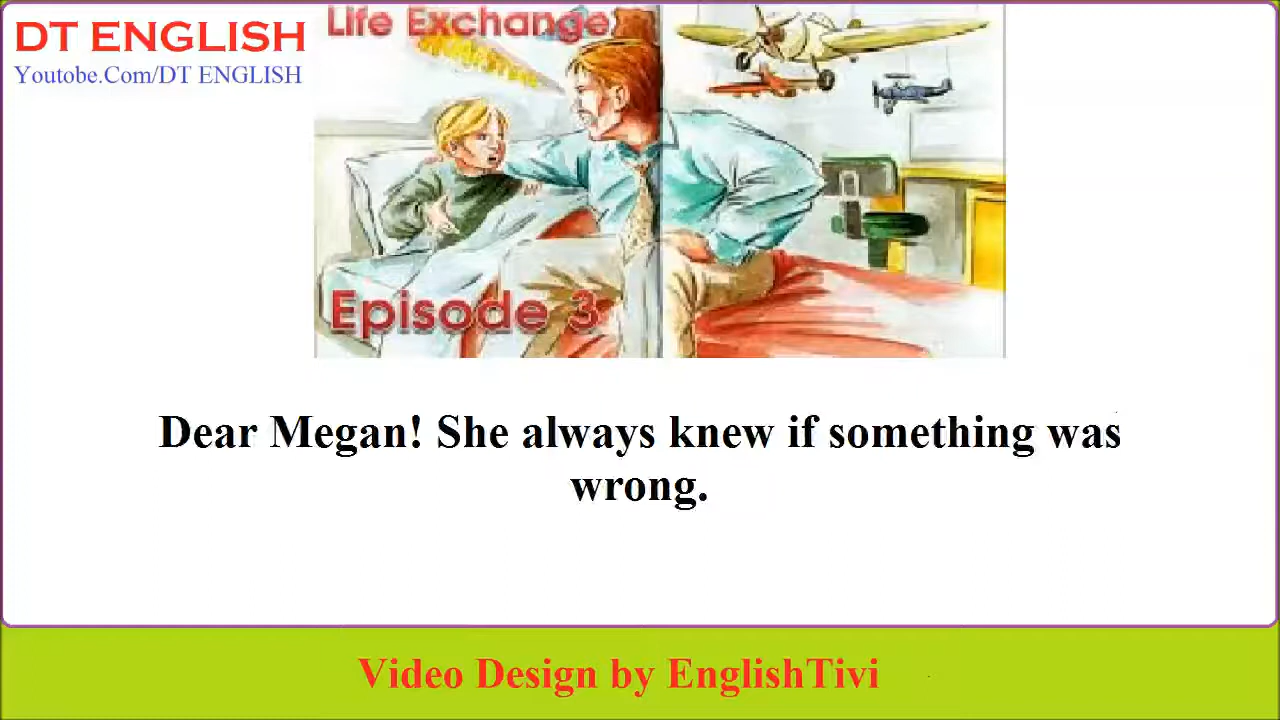 DT ENGLISH
Youtobe.Com/DT ENGLISH
Life Exchange
Episode 3
Dear Megan! She always knew if something was
wrong.
Video Design by EnglishTivi